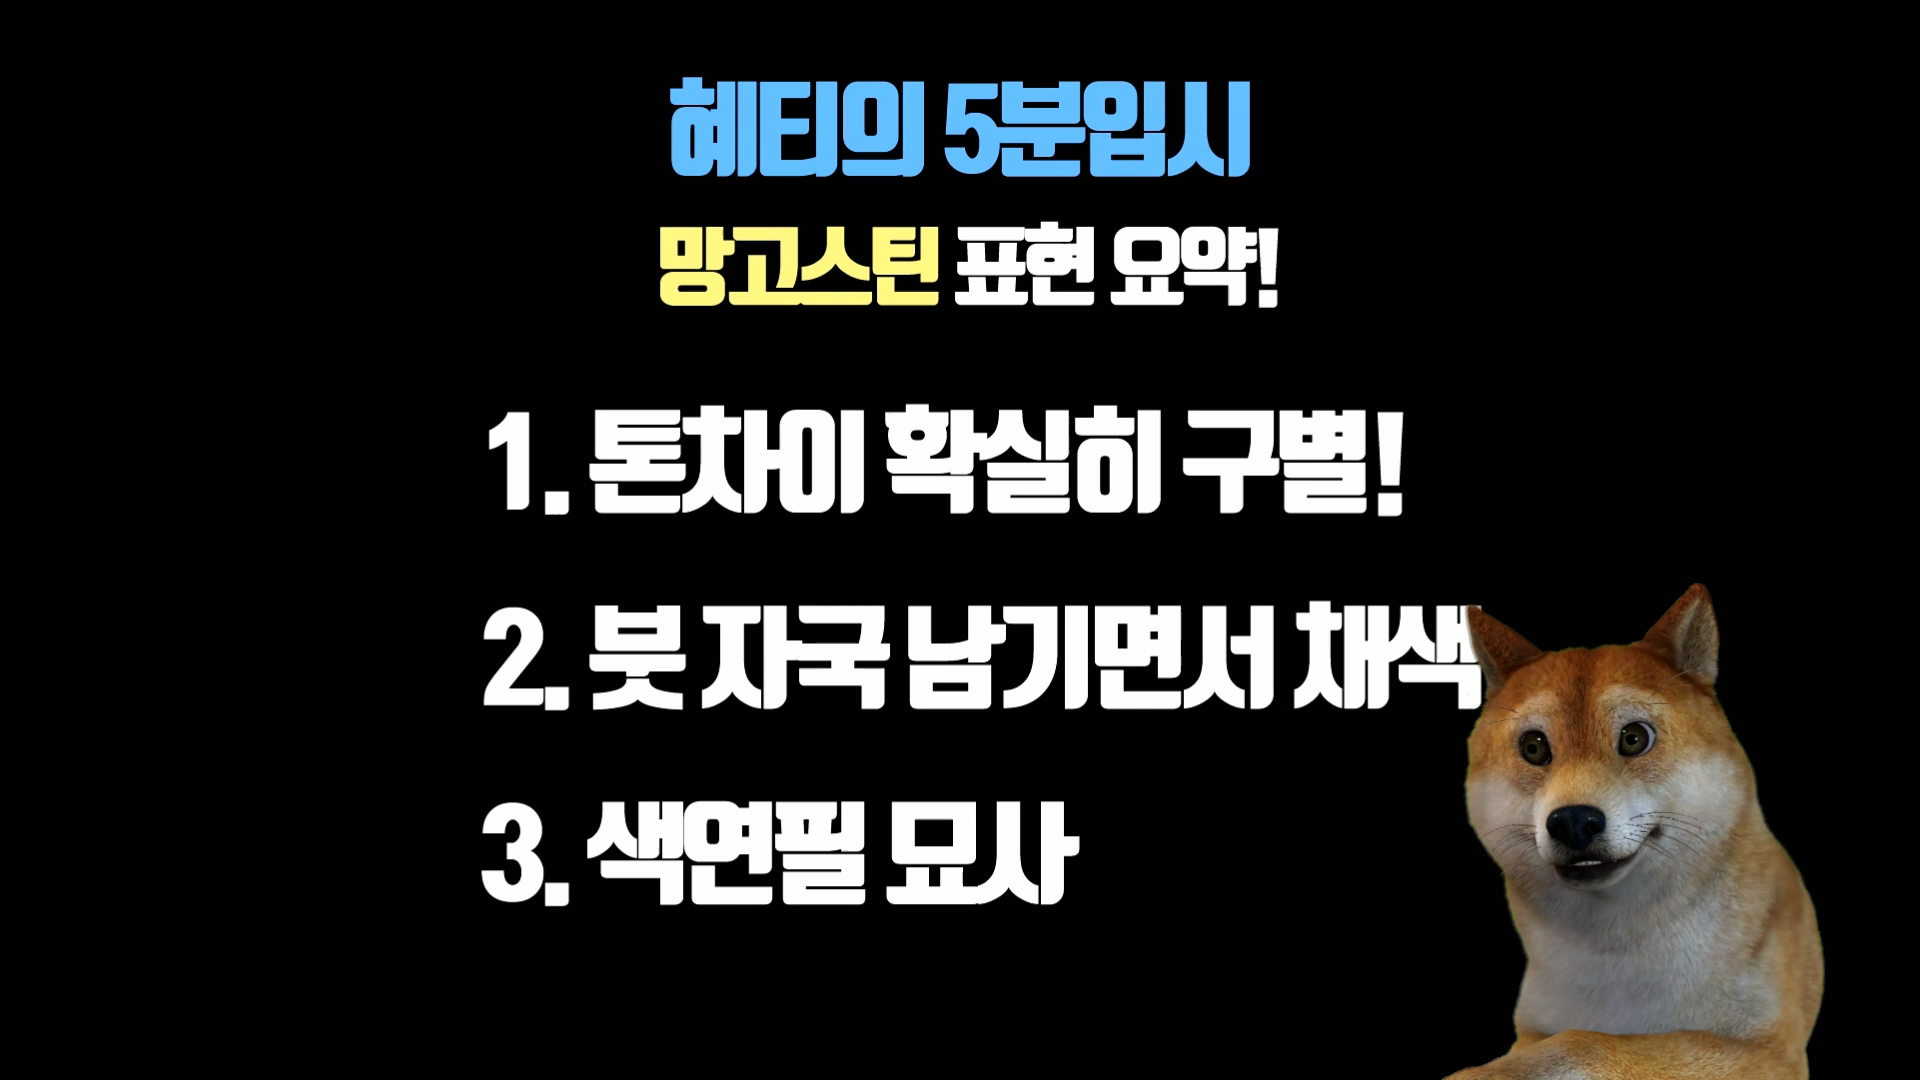 혜티의 5분입시
망고스틴 표현 요약!
1. 톤차이 확실히 구별!
2. 붓 자국 남기면서 채색
3. 색연필 묘사